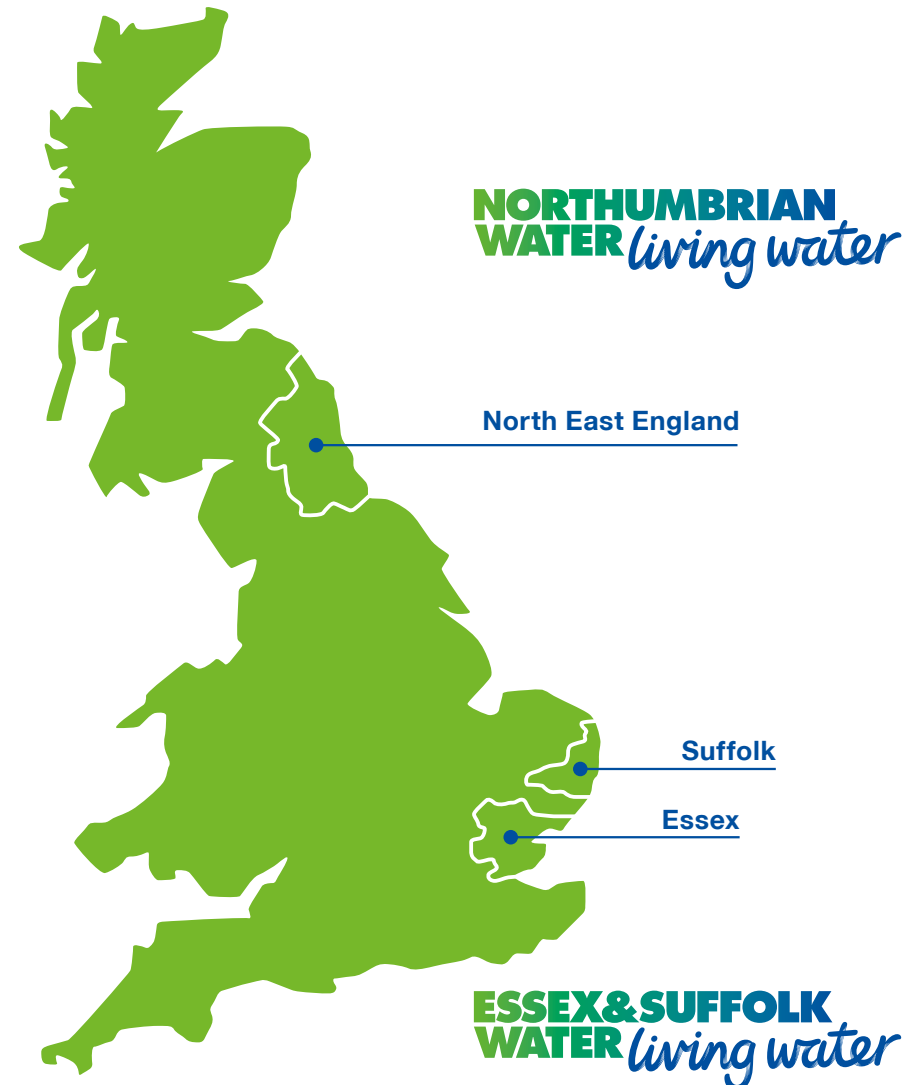 NORTHUMBRIAN
WATER living water
North East England
Suffolk
Essex
ESSEX&SUFFOLK
WATER living water